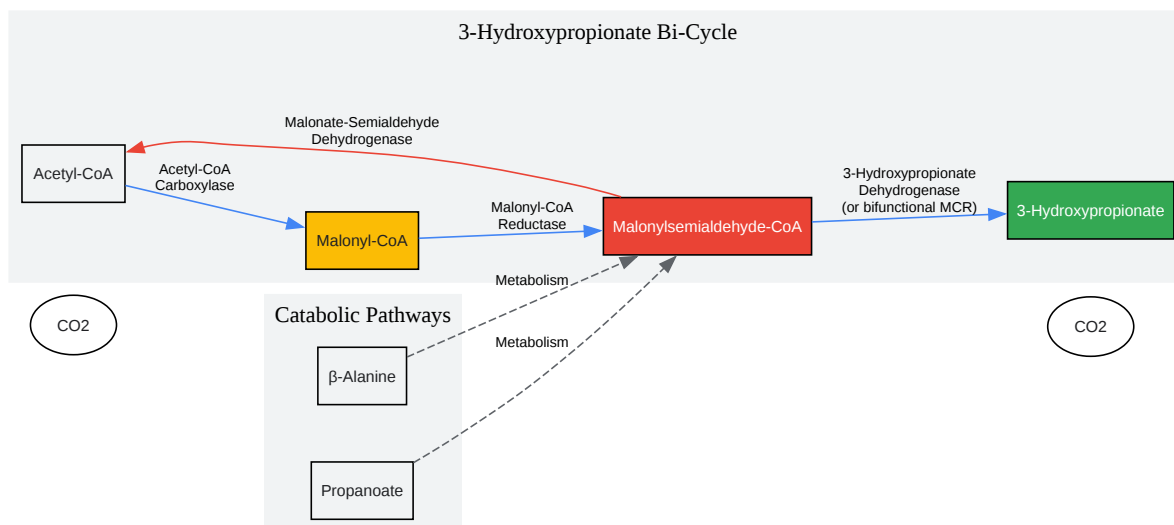 3-Hydroxypropionate Bi-Cycle
Malonate-Semialdehyde
Dehydrogenase
Acetyl-CoA
Acetyl-CoA
Carboxylase
Malonyl-CoA
Malonyl-CoA
Reductase
Malonylsemialdehyde-CoA
3-Hydroxypropionate
Dehydrogenase
(or bifunctional MCR)
3-Hydroxypropionate
CO2
CO2
Catabolic Pathways
Metabolism
β-Alanine
Metabolism
Propanoate